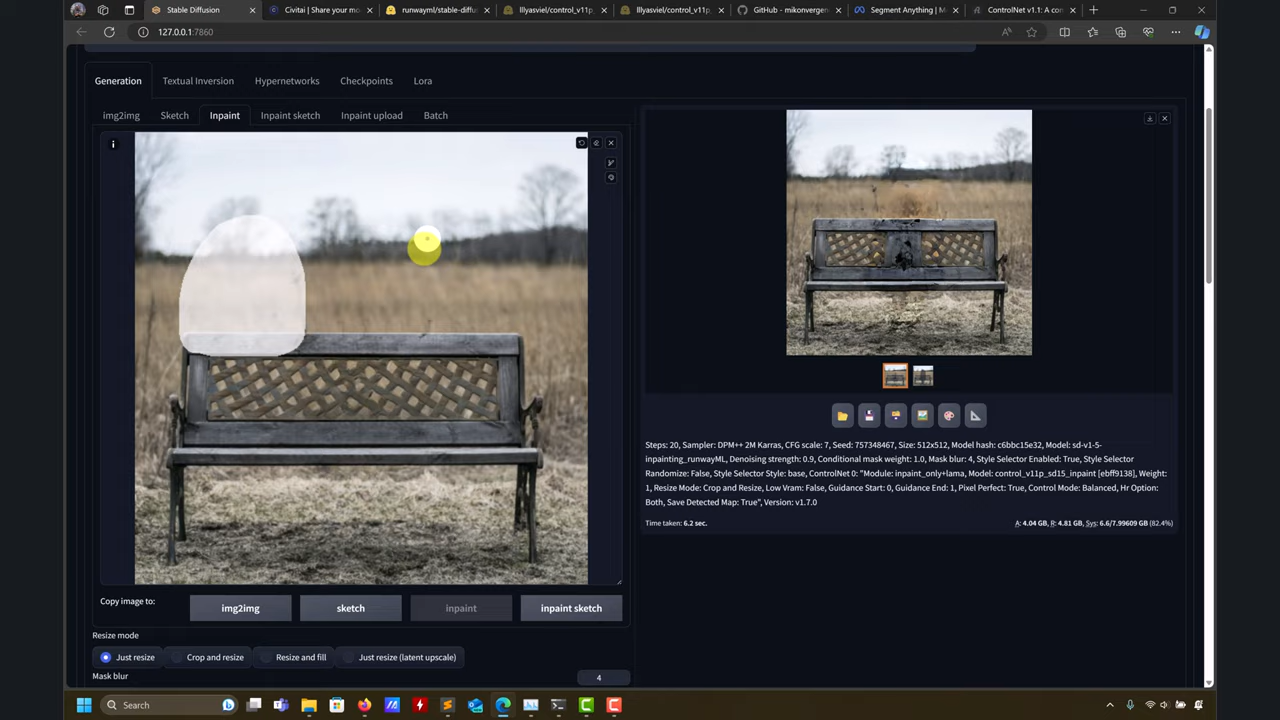 Stable Diffusion
Civitai | Share your mo
runwayml/stable-diffus
lllyasviel/control_v11p_
lllyasviel/control_v11p_
GitHub - mikonvergenc
Segment Anything | Me
ControlNet v1.1: A con
127.0.0.1:7860
Generation
Textual Inversion
Hypernetworks
Checkpoints
Lora
img2img
Sketch
Inpaint
Inpaint sketch
Inpaint upload
Batch
Steps: 20, Sampler: DPM++ 2M Karras, CFG scale: 7, Seed: 757348467, Size: 512x512, Model hash: c6bbc15e32, Model: sd-v1-5-
inpainting_runwayML, Denoising strength: 0.9, Conditional mask weight: 1.0, Mask blur: 4, Style Selector Enabled: True, Style Selector
Randomize: False, Style Selector Style: base, ControlNet 0: "Module: inpaint_only+lama, Model: control_v11p_sd15_inpaint [ebff9138], Weight:
1, Resize Mode: Crop and Resize, Low Vram: False, Guidance Start: 0, Guidance End: 1, Pixel Perfect: True, Control Mode: Balanced, Hr Option:
Both, Save Detected Map: True", Version: v1.7.0
Time taken: 6.2 sec.
A: 4.04 GB, R: 4.81 GB, Sys: 6.6/7.99609 GB (82.4%)
Copy image to:
img2img
sketch
inpaint
inpaint sketch
Resize mode
Just resize
Crop and resize
Resize and fill
Just resize (latent upscale)
Mask blur
4
Search